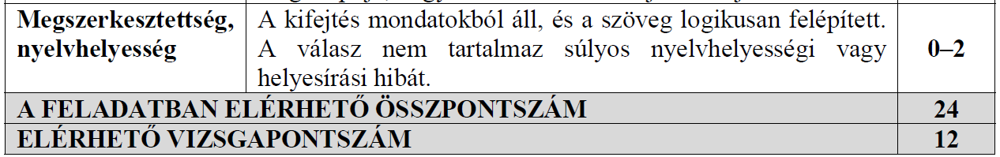 Megszerkesztettség, nyelvhelyesség
A kifejtés mondatokból áll, és a szöveg logikusan felépített.
A válasz nem tartalmaz súlyos nyelvhelyességi vagy
helyesírási hibát.
0–2
A FELADATBAN ELÉRHETŐ ÖSSZPONTSZÁM 24
ELÉRHETŐ VIZSGAPONTSZÁM 12